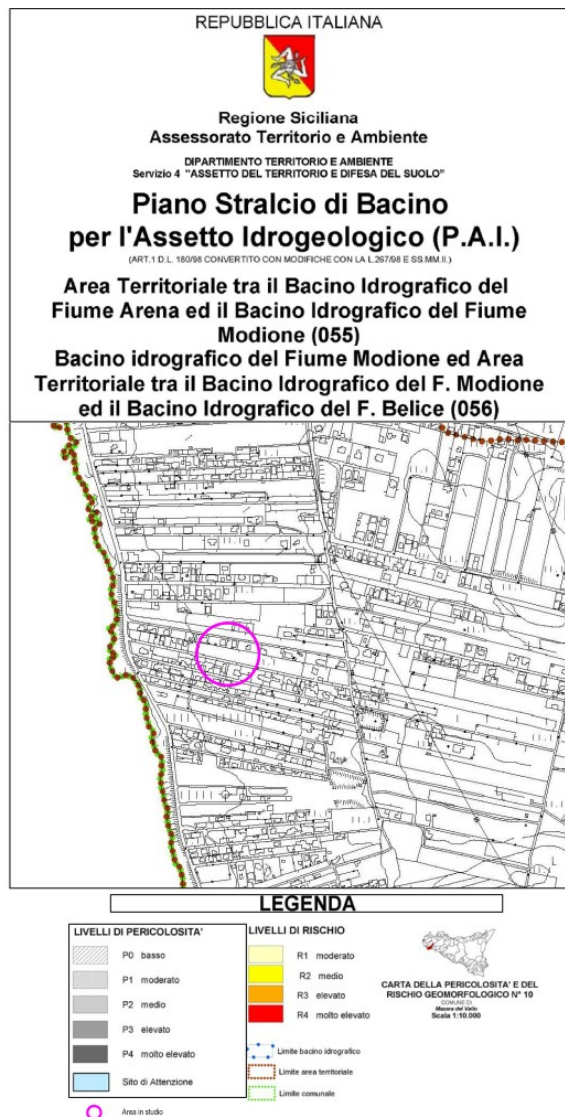 REPUBBLICA ITALIANA
Regione Siciliana
Assessorato Territorio e Ambiente
DIPARTIMENTO TERRITORIO E AMBIENTE
Servizio 4 "ASSETTO DEL TERRITORIO E DIFESA DEL SUOLO"
Piano Stralcio di Bacino
per l'Assetto Idrogeologico (P.A.I.)
(ART.1 D.L. 180/98 CONVERTITO CON MODIFICHE CON LA L.267/98 E SS.MM.II.)
Area Territoriale tra il Bacino Idrografico del
Fiume Arena ed il Bacino Idrografico del Fiume
Modione (055)
Bacino idrografico del Fiume Modione ed Area
Territoriale tra il Bacino Idrografico del F. Modione
ed il Bacino Idrografico del F. Belice (056)
LEGENDA
LIVELLI DI PERICOLOSITA'
P0 basso
P1 moderato
P2 medio
P3 elevato
P4 molto elevato
Sito di Attenzione
Area in studio
LIVELLI DI RISCHIO
R1 moderato
R2 medio
R3 elevato
R4 molto elevato
Limite bacino idrografico
Limite area territoriale
Limite comunale
CARTA DELLA PERICOLOSITA' E DEL
RISCHIO GEOMORFOLOGICO N° 10
COMUNE DI
Mazara del Vallo
Scala 1:10.000